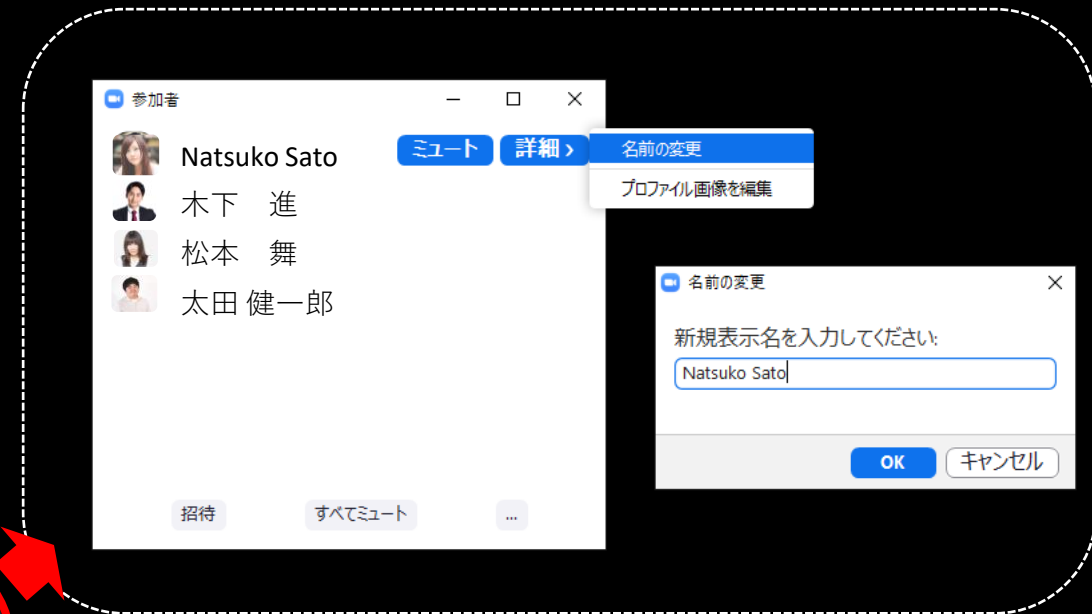 参加者
Natsuko Sato
ミュート
詳細 ›
名前の変更
プロファイル画像を編集
木下　進
松本　舞
太田 健一郎
招待
すべてミュート
...
名前の変更
新規表示名を入力してください:
Natsuko Sato
OK
キャンセル